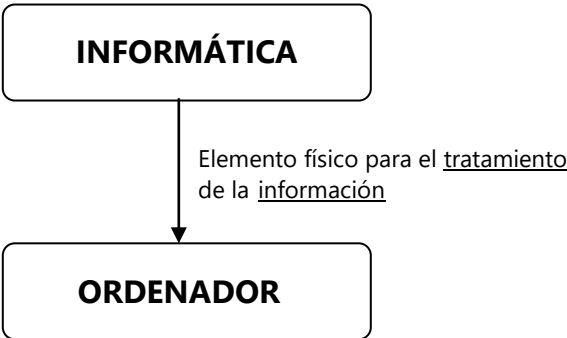 INFORMÁTICA
Elemento físico para el tratamiento
de la información
ORDENADOR